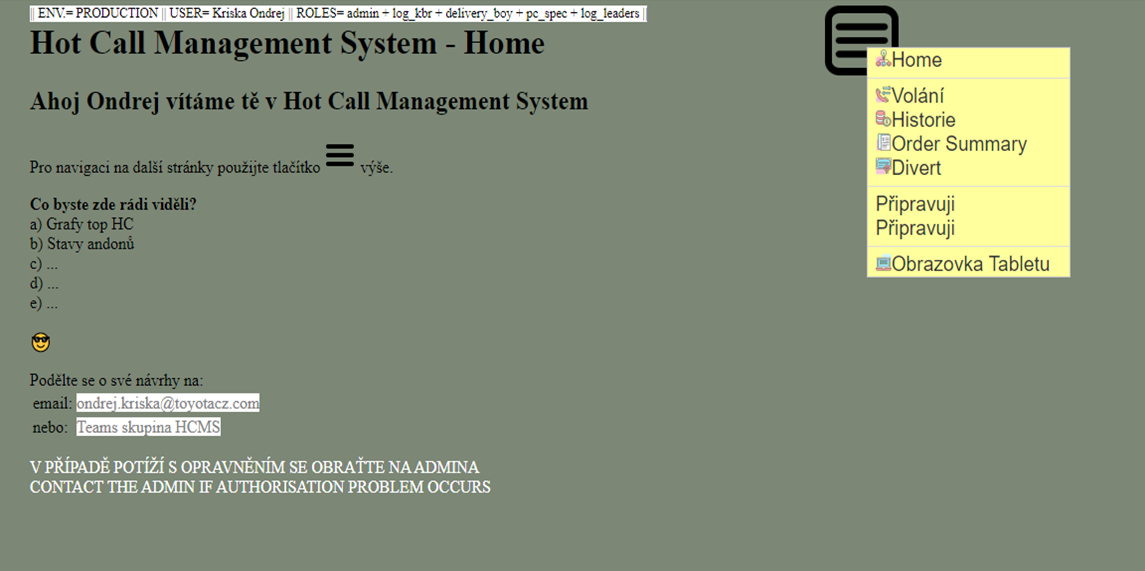 || ENV.= PRODUCTION || USER= Kriska Ondrej || ROLES= admin + log_kbr + delivery_boy + pc_spec + log_leaders ||
Hot Call Management System - Home
Ahoj Ondrej vítáme tě v Hot Call Management System
Pro navigaci na další stránky použijte tlačítko výše.
Co byste zde rádi viděli?
a) Grafy top HC
b) Stavy andonů
c) ...
d) ...
e) ...
Podělte se o své návrhy na:
email: ondrej.kriska@toyotacz.com
nebo: Teams skupina HCMS
V PŘÍPADĚ POTÍŽÍ S OPRAVNĚNÍM SE OBRAŤTE NA ADMINA
CONTACT THE ADMIN IF AUTHORISATION PROBLEM OCCURS
Home
Volání
Historie
Order Summary
Divert
Připravuji
Připravuji
Obrazovka Tabletu